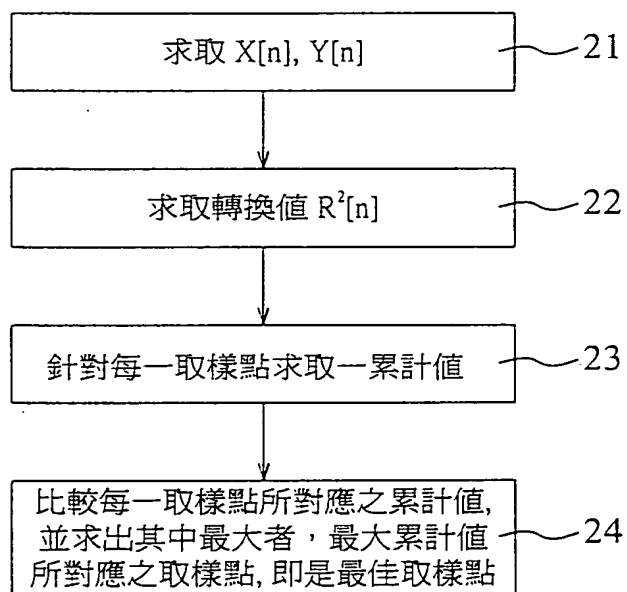 求取 X[n], Y[n]
21
求取轉換值 R²[n]
22
針對每一取樣點求取一累計值
23
比較每一取樣點所對應之累計值,
並求出其中最大者，最大累計值
所對應之取樣點, 即是最佳取樣點
24